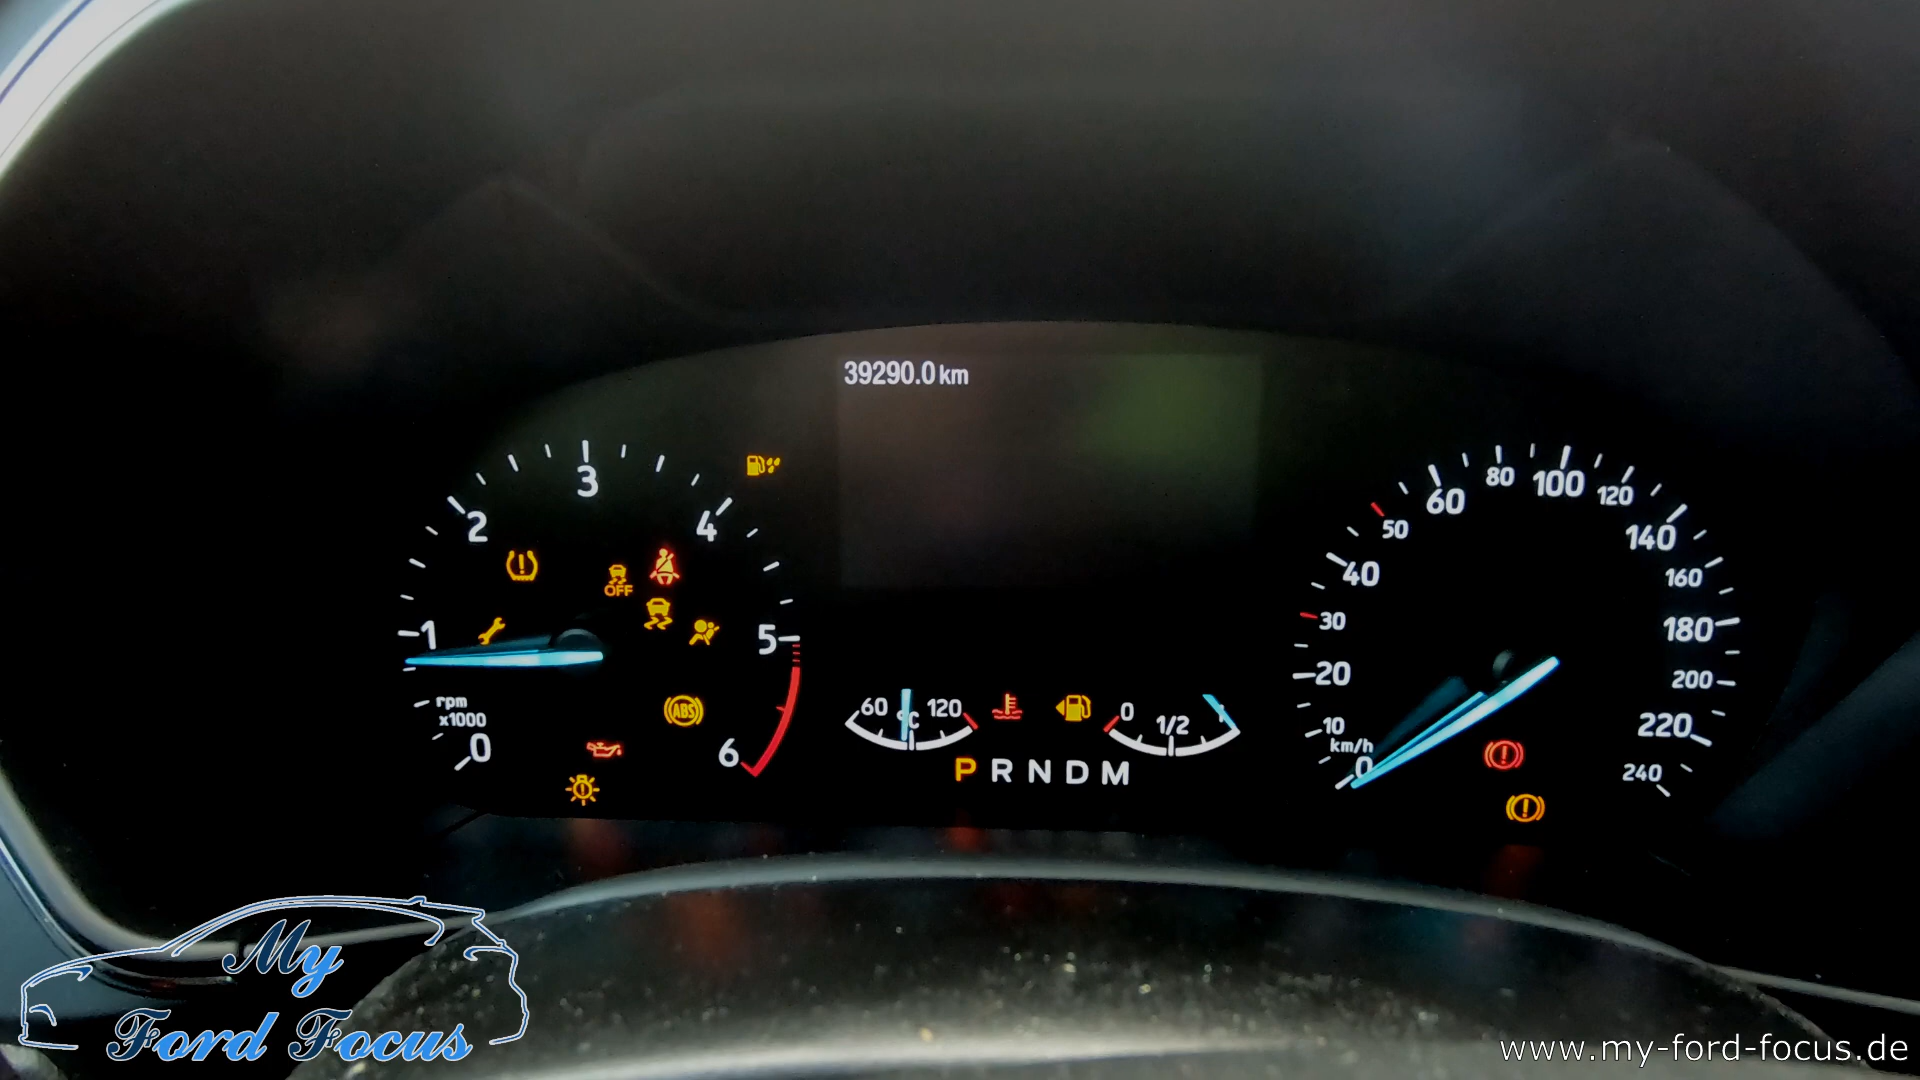 39290.0 km
0 1 2 3 4 5 6
rpm
x1000
OFF
ABS
60 °C 120
0 1/2 1
P R N D M
0 10 20 30 40 50 60 80 100 120 140 160 180 200 220 240
km/h
My
Ford Focus
www.my-ford-focus.de